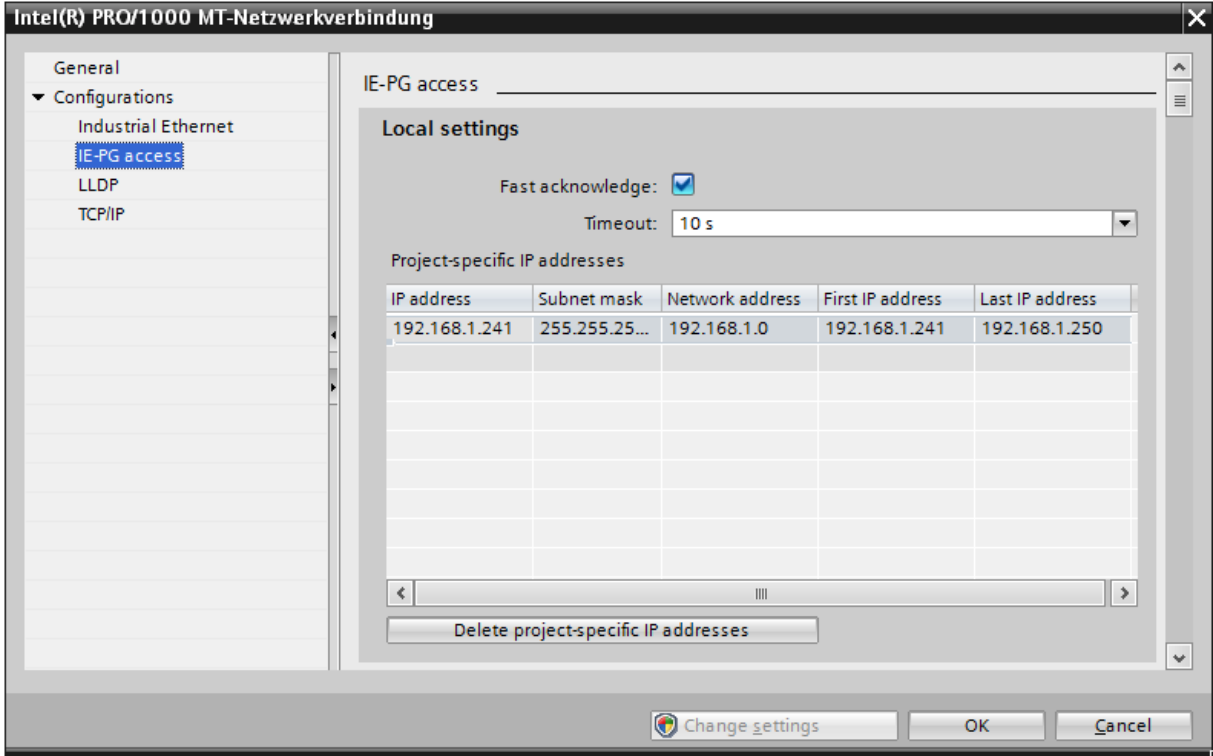 Intel(R) PRO/1000 MT-Netzwerkverbindung
General
Configurations
Industrial Ethernet
IE-PG access
LLDP
TCP/IP
IE-PG access
Local settings
Fast acknowledge:
Timeout: 10 s
Project-specific IP addresses
IP address Subnet mask Network address First IP address Last IP address
192.168.1.241 255.255.25... 192.168.1.0 192.168.1.241 192.168.1.250
Delete project-specific IP addresses
Change settings OK Cancel